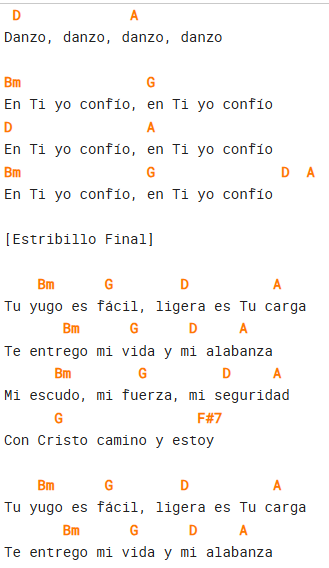 D A
Danzo, danzo, danzo, danzo
Bm G
En Ti yo confío, en Ti yo confío
D A
En Ti yo confío, en Ti yo confío
Bm G D A
En Ti yo confío, en Ti yo confío
[Estribillo Final]
Bm G D A
Tu yugo es fácil, ligera es Tu carga
Bm G D A
Te entrego mi vida y mi alabanza
Bm G D A
Mi escudo, mi fuerza, mi seguridad
G F#7
Con Cristo camino y estoy
Bm G D A
Tu yugo es fácil, ligera es Tu carga
Bm G D A
Te entrego mi vida y mi alabanza